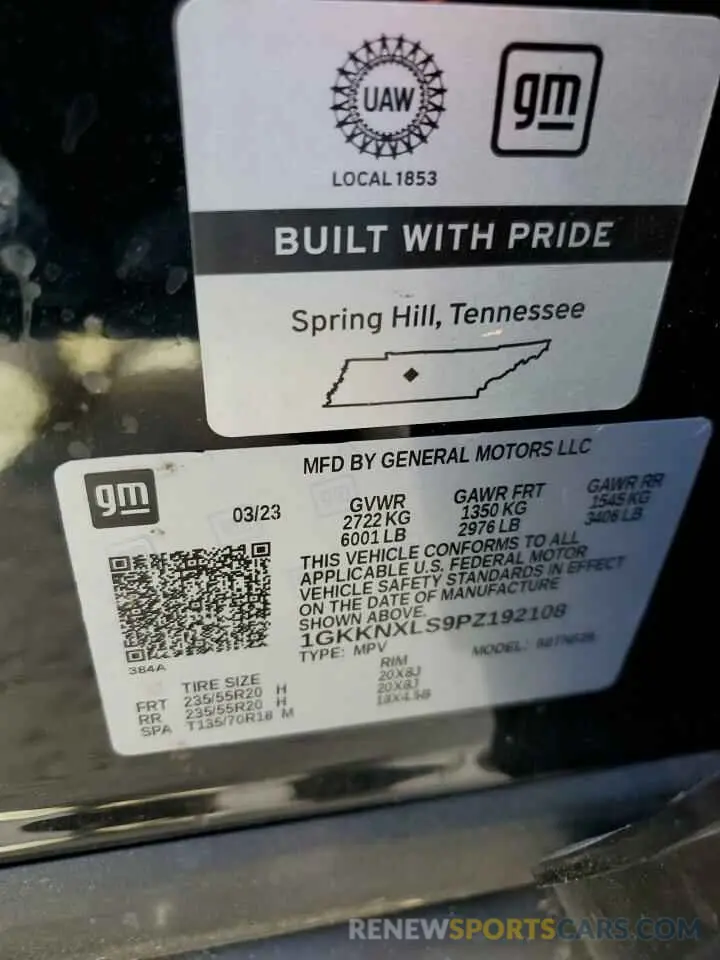 UAW
gm
LOCAL 1853
BUILT WITH PRIDE
Spring Hill, Tennessee
MFD BY GENERAL MOTORS LLC
gm
03/23
GVWR
2722 KG
6001 LB
GAWR FRT
1350 KG
2976 LB
GAWR RR
1545 KG
3406 LB
THIS VEHICLE CONFORMS TO ALL
APPLICABLE U.S. FEDERAL MOTOR
VEHICLE SAFETY STANDARDS IN EFFECT
ON THE DATE OF MANUFACTURE
SHOWN ABOVE.
1GKKNXLS9PZ192108
TYPE: MPV
MODEL:
384A
TIRE SIZE
RIM
FRT 235/55R20 H 20X8J
RR 235/55R20 H 20X8J
SPA T135/70R18 M 18X4.5B
RENEWSPORTSCARS.COM